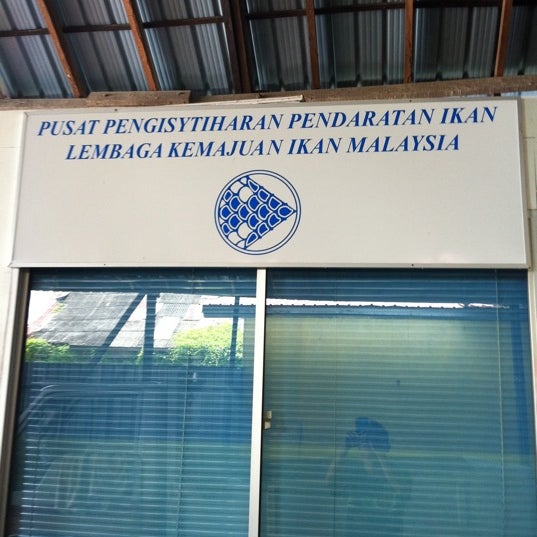 PUSAT PENGISYTIHARAN PENDARATAN IKAN
LEMBAGA KEMAJUAN IKAN MALAYSIA